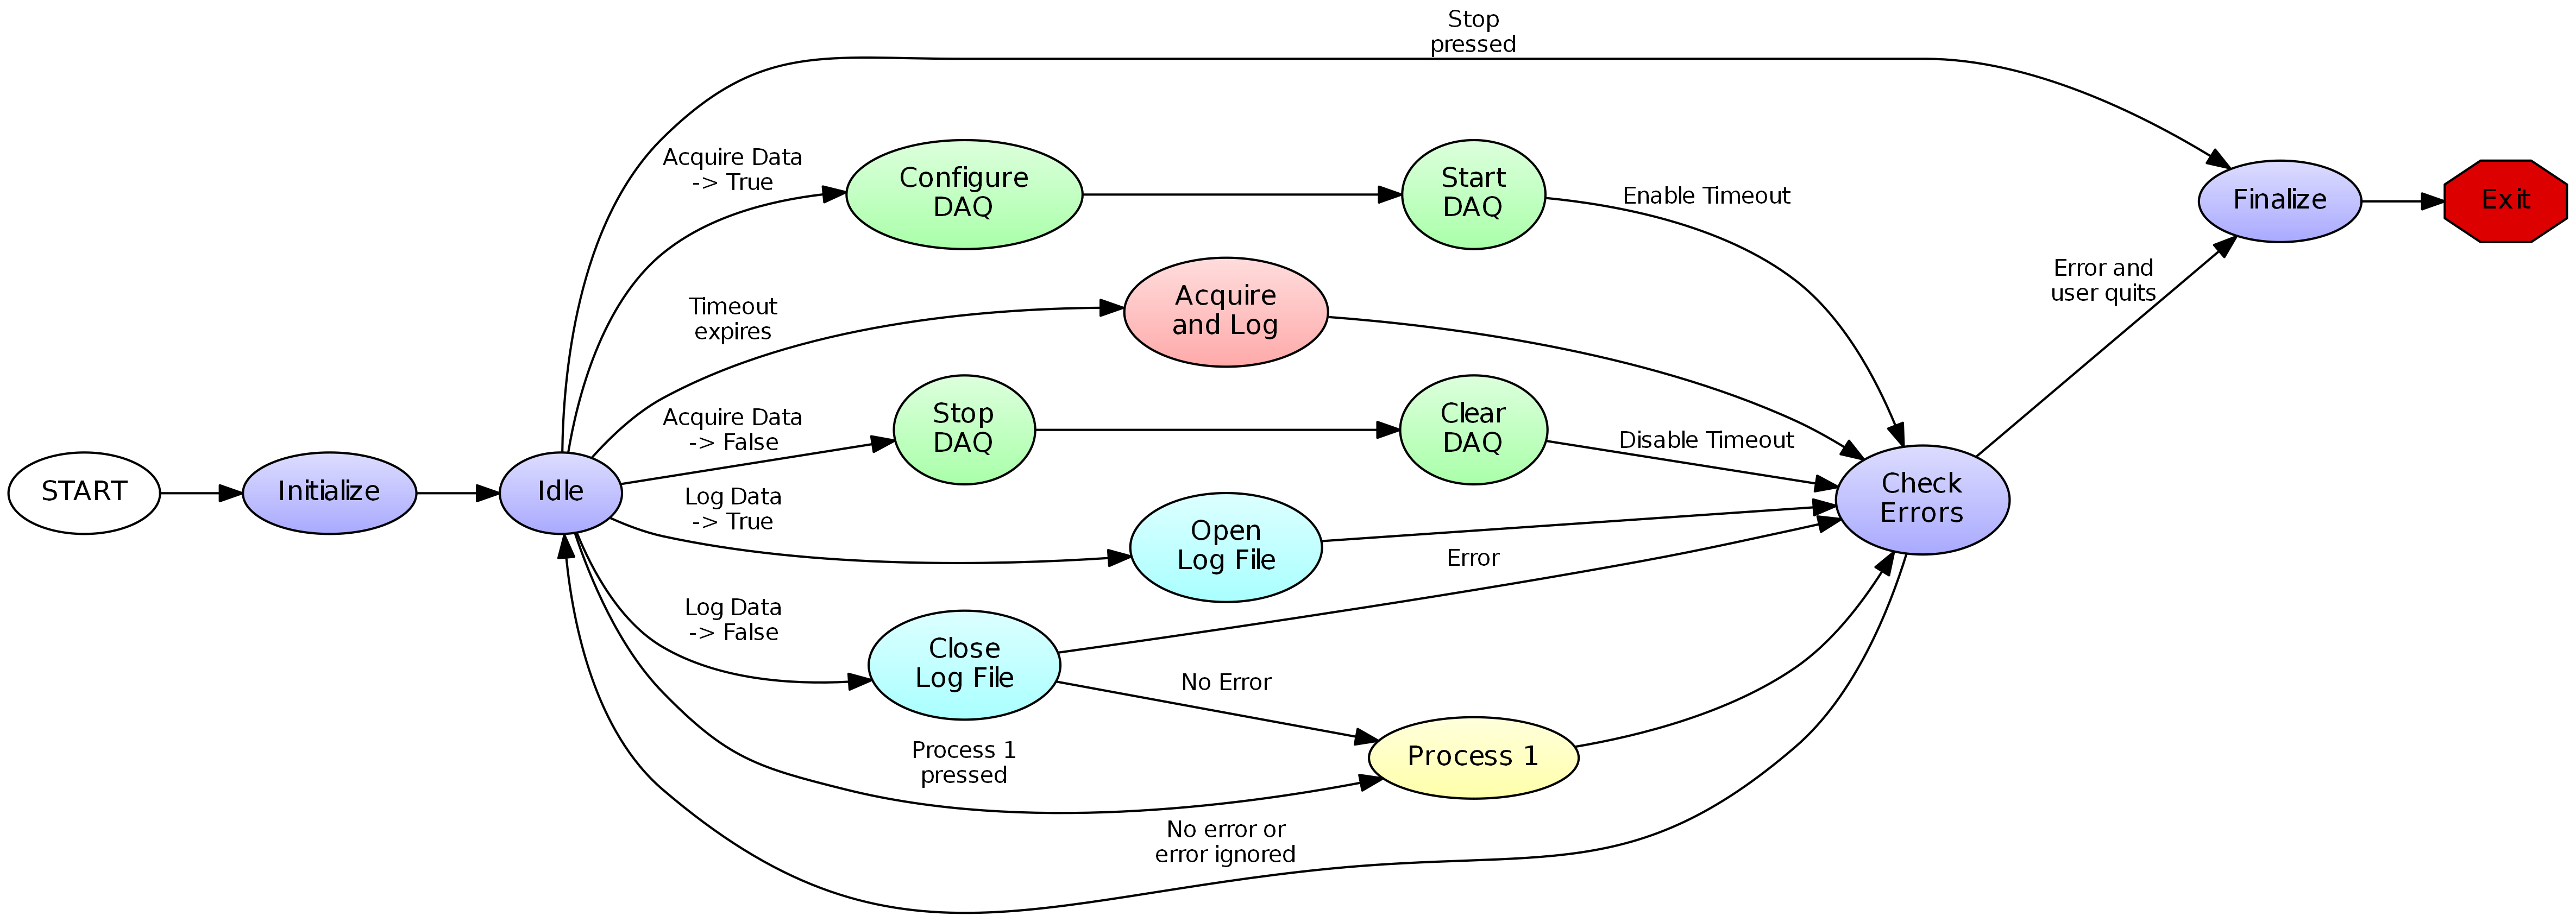 Stop
pressed
Acquire Data
-> True
Configure
DAQ
Start
DAQ
Enable Timeout
Finalize
Exit
Timeout
expires
Acquire
and Log
Error and
user quits
Acquire Data
-> False
Stop
DAQ
Clear
DAQ
Disable Timeout
START
Initialize
Idle
Log Data
-> True
Open
Log File
Check
Errors
Error
Log Data
-> False
Close
Log File
No Error
Process 1
pressed
Process 1
No error or
error ignored